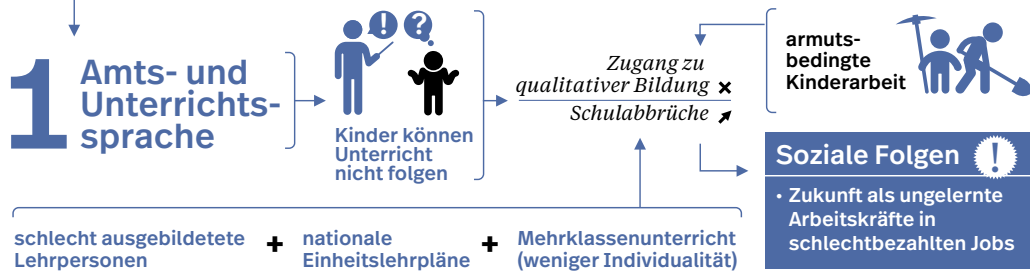 1
Amts- und
Unterrichts-
sprache
!
?
Kinder können
Unterricht
nicht folgen
Zugang zu
qualitativer Bildung
Schulabbrüche
armuts-
bedingte
Kinderarbeit
Soziale Folgen !
• Zukunft als ungelernte
Arbeitskräfte in
schlechtbezahlten Jobs
schlecht ausgebildetete
Lehrpersonen
+
nationale
Einheitslehrpläne
+
Mehrklassenunterricht
(weniger Individualität)